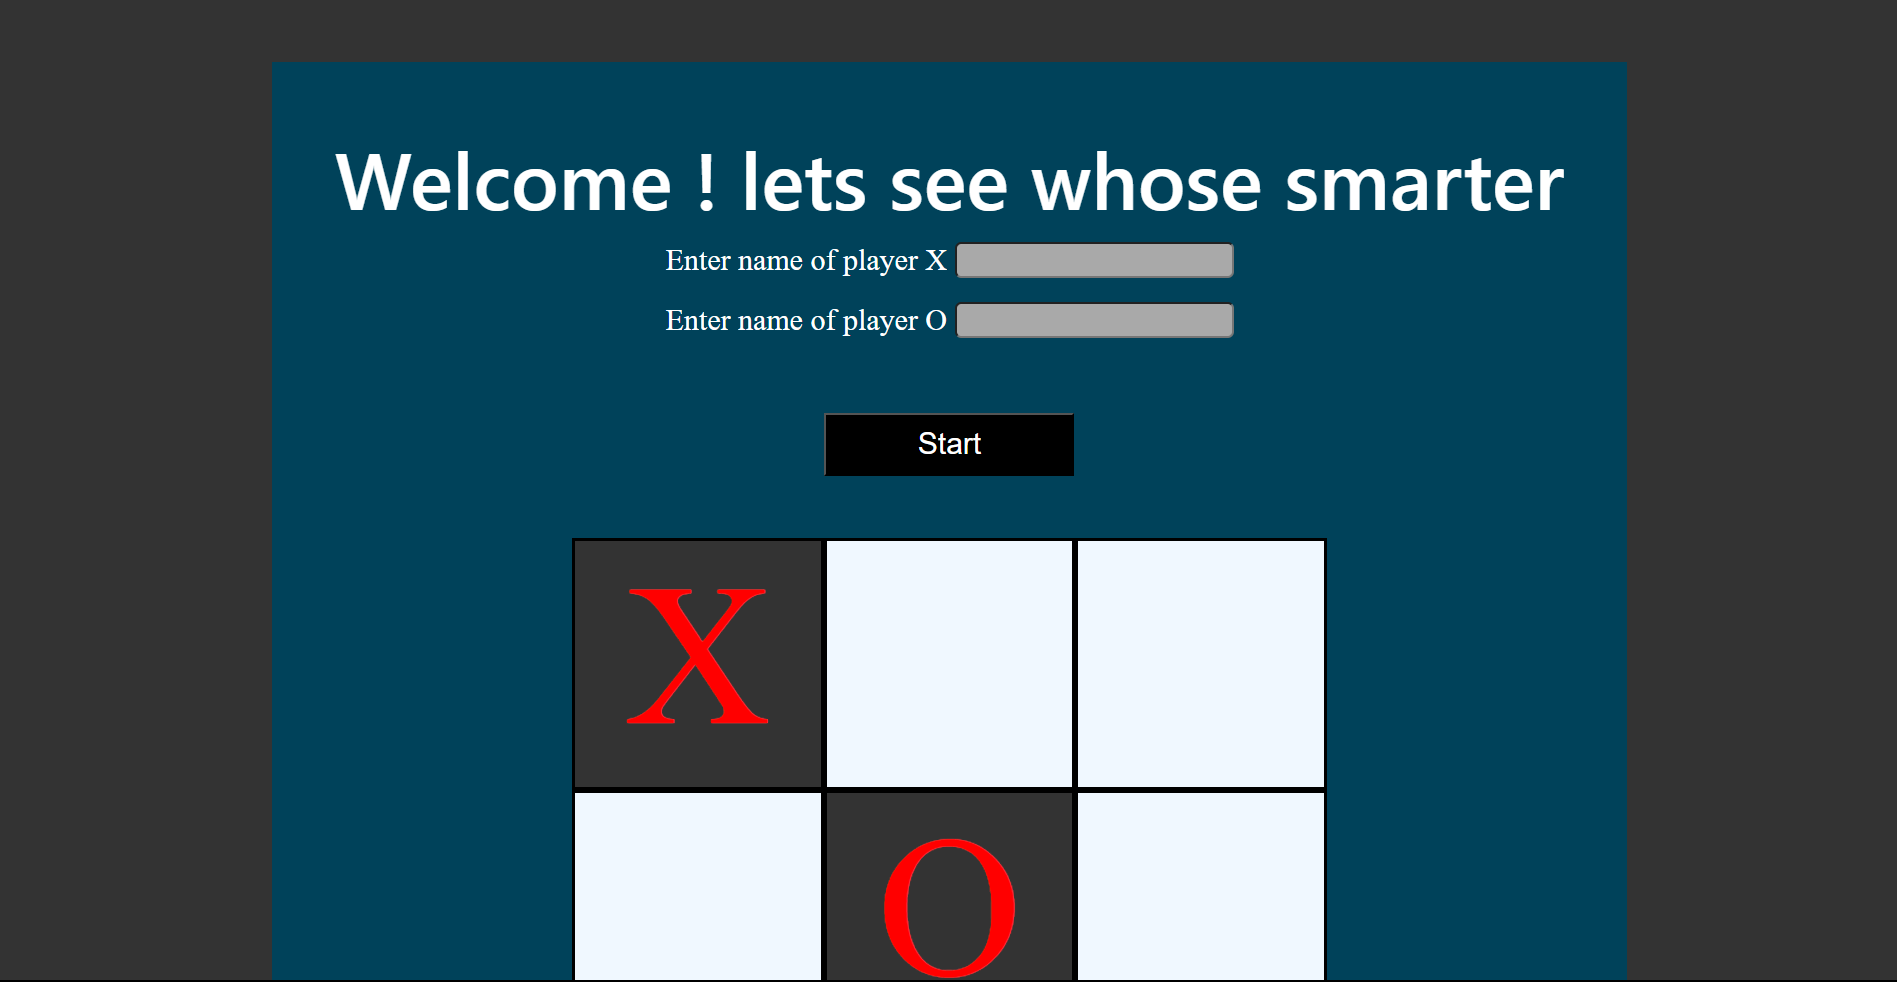 Welcome ! lets see whose smarter
Enter name of player X
Enter name of player O
Start
X
O